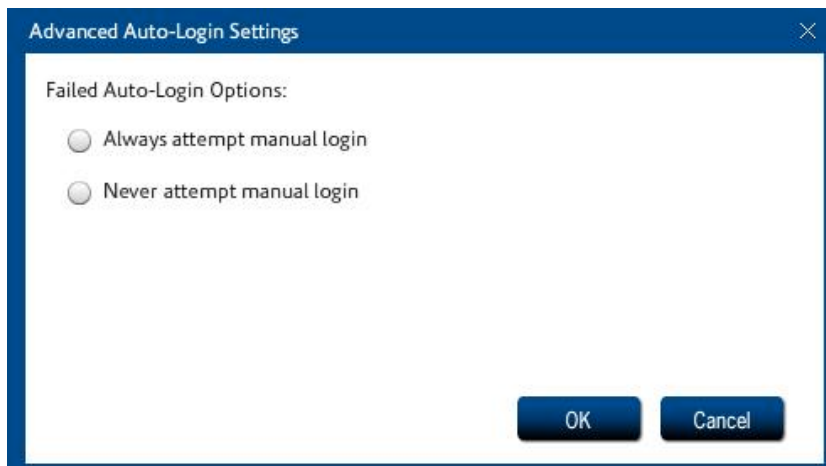 Advanced Auto-Login Settings
Failed Auto-Login Options:
Always attempt manual login
Never attempt manual login
OK Cancel